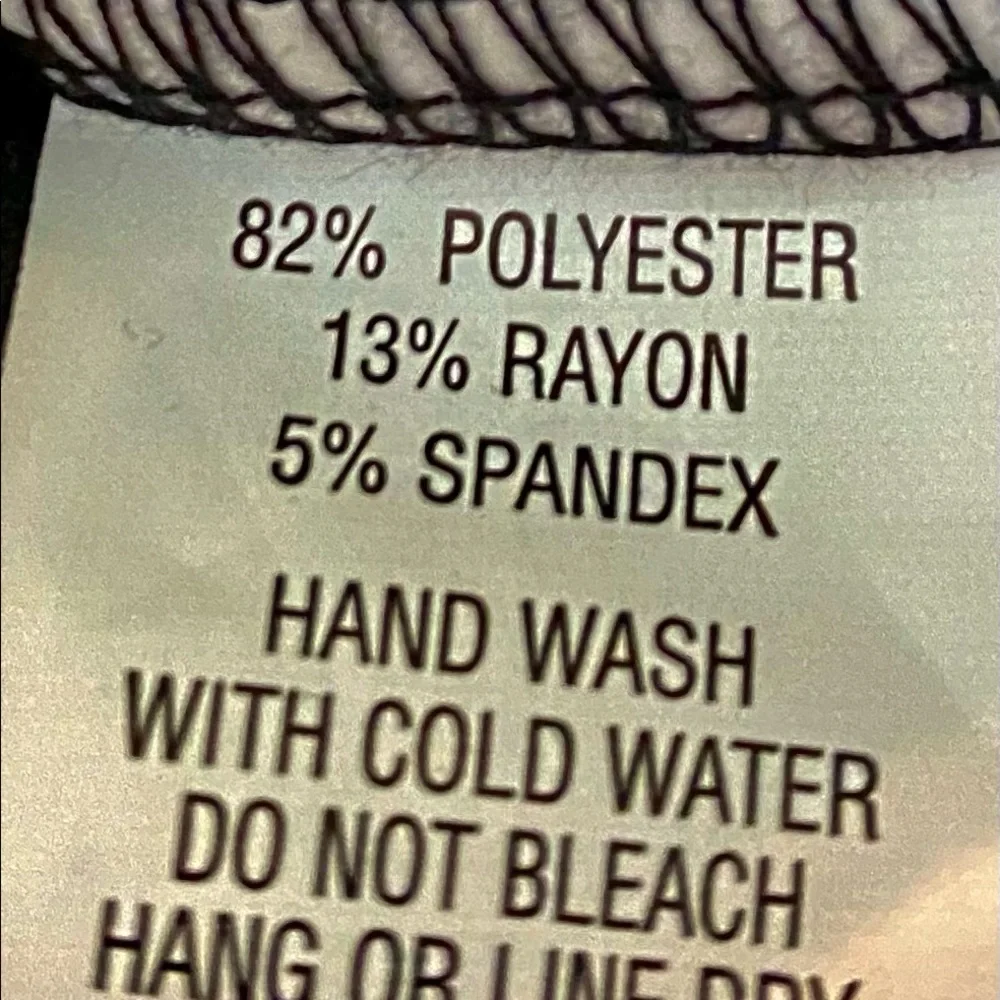 82% POLYESTER
13% RAYON
5% SPANDEX
HAND WASH
WITH COLD WATER
DO NOT BLEACH
HANG OR LINE DRY